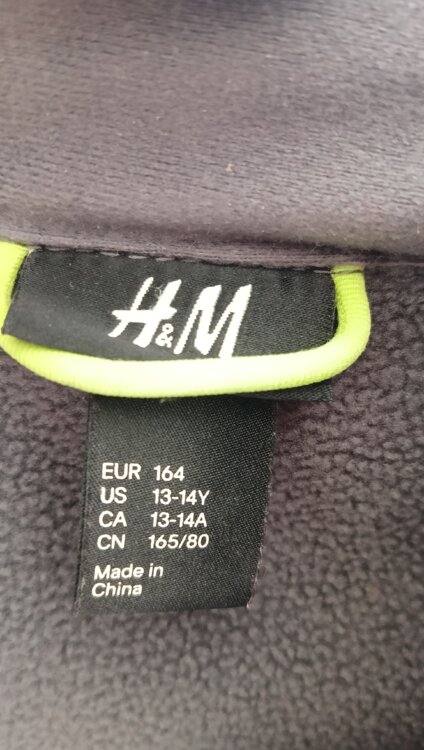 H&M
EUR 164
US 13-14Y
CA 13-14A
CN 165/80
Made in
China